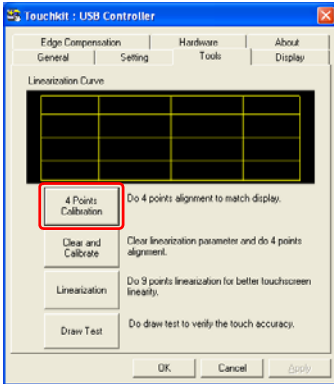 Touchkit : USB Controller
Edge Compensation Hardware About
General Setting Tools Display
Linearization Curve
4 Points
Calibration
Do 4 points alignment to match display.
Clear and
Calibrate
Clear linearization parameter and do 4 points
alignment.
Linearization
Do 9 points linearization for better touchscreen
linearity.
Draw Test
Do draw test to verify the touch accuracy.
OK Cancel Apply